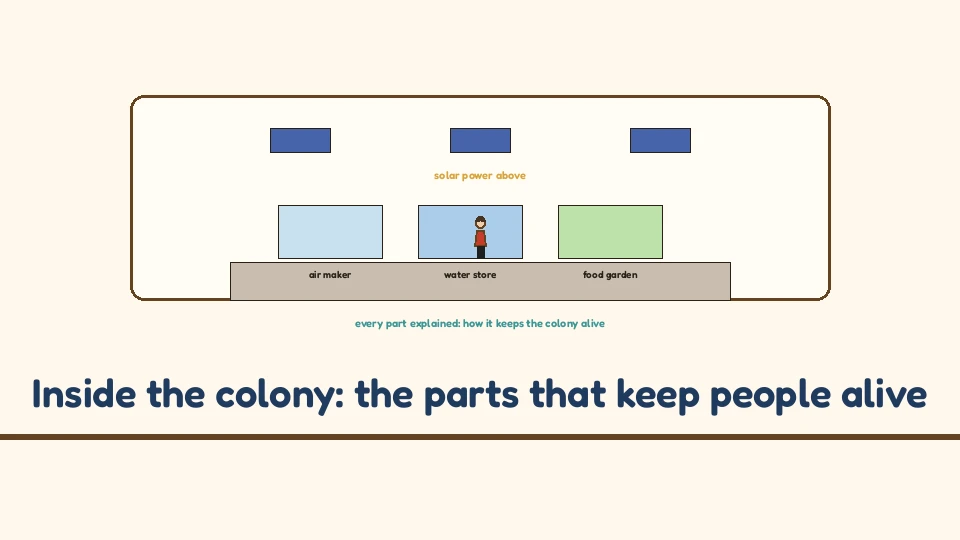 solar power above
air maker
water store
food garden
every part explained: how it keeps the colony alive
Inside the colony: the parts that keep people alive